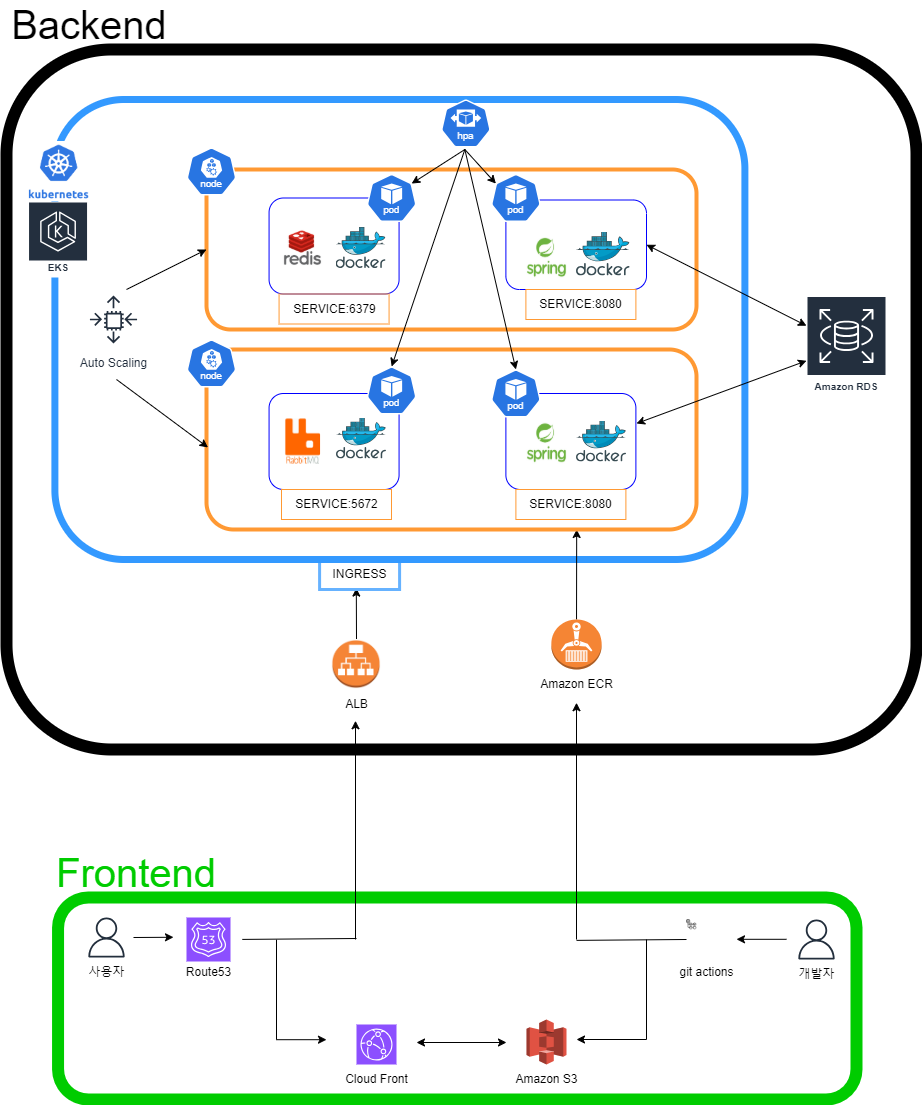 Backend
hpa
kubernetes
node
pod
pod
EKS
redis
docker
spring
docker
SERVICE:6379
SERVICE:8080
Auto Scaling
Amazon RDS
node
pod
pod
RabbitMQ
docker
spring
docker
SERVICE:5672
SERVICE:8080
INGRESS
Amazon ECR
ALB
Frontend
53
사용자
Route53
git actions
개발자
Cloud Front
Amazon S3